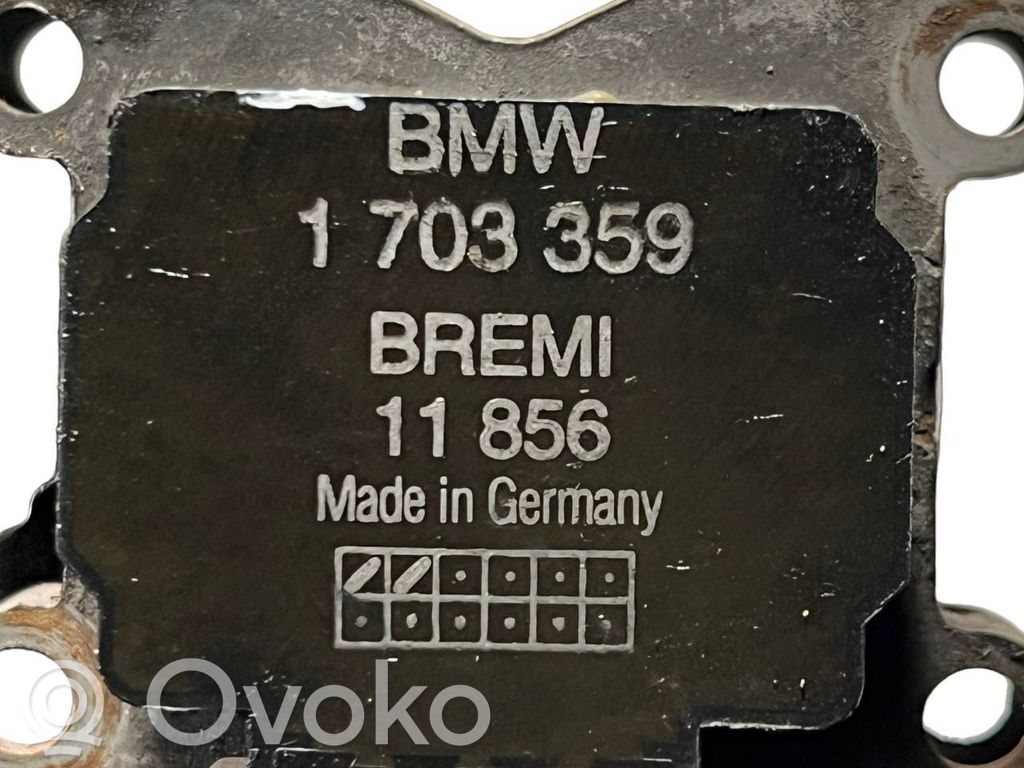 BMW
1 703 359
BREMI
11 856
Made in Germany
Ovoko